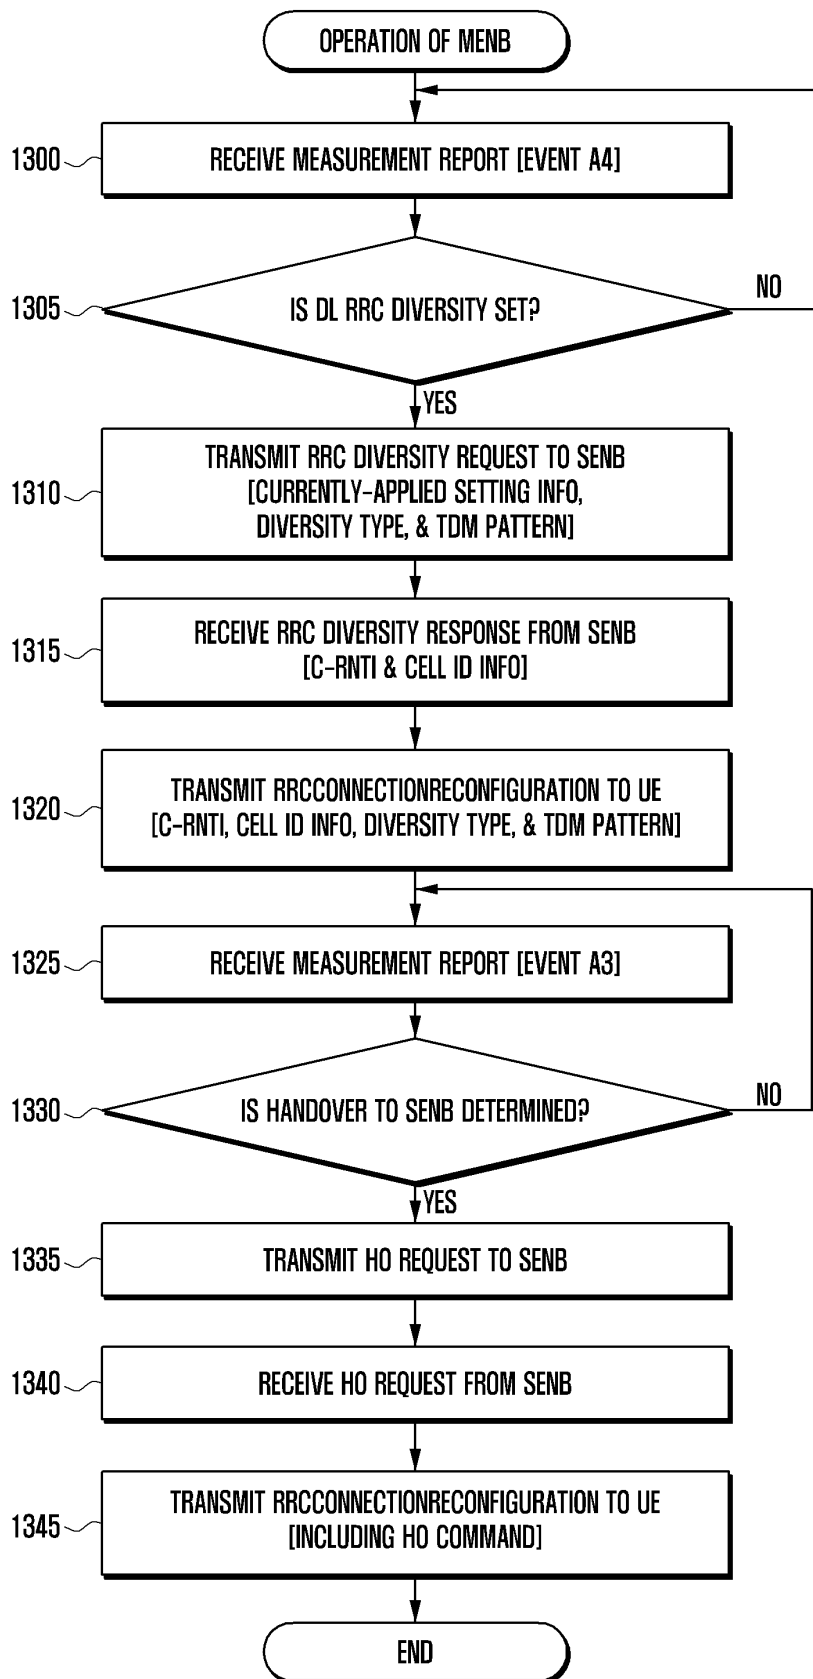 OPERATION OF MENB
1300
RECEIVE MEASUREMENT REPORT [EVENT A4]
1305
IS DL RRC DIVERSITY SET?
NO
YES
1310
TRANSMIT RRC DIVERSITY REQUEST TO SENB
[CURRENTLY-APPLIED SETTING INFO,
DIVERSITY TYPE, & TDM PATTERN]
1315
RECEIVE RRC DIVERSITY RESPONSE FROM SENB
[C-RNTI & CELL ID INFO]
1320
TRANSMIT RRCCONNECTIONRECONFIGURATION TO UE
[C-RNTI, CELL ID INFO, DIVERSITY TYPE, & TDM PATTERN]
1325
RECEIVE MEASUREMENT REPORT [EVENT A3]
1330
IS HANDOVER TO SENB DETERMINED?
NO
YES
1335
TRANSMIT HO REQUEST TO SENB
1340
RECEIVE HO REQUEST FROM SENB
1345
TRANSMIT RRCCONNECTIONRECONFIGURATION TO UE
[INCLUDING HO COMMAND]
END